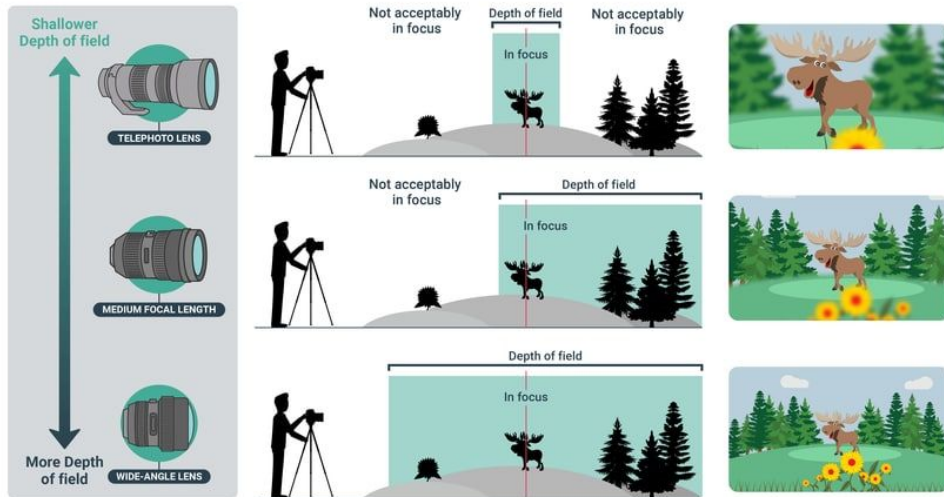 Shallower
Depth of field
TELEPHOTO LENS
MEDIUM FOCAL LENGTH
WIDE-ANGLE LENS
More Depth
of field
Not acceptably
in focus
Depth of field
In focus
Not acceptably
in focus
Not acceptably
in focus
Depth of field
In focus
Depth of field
In focus